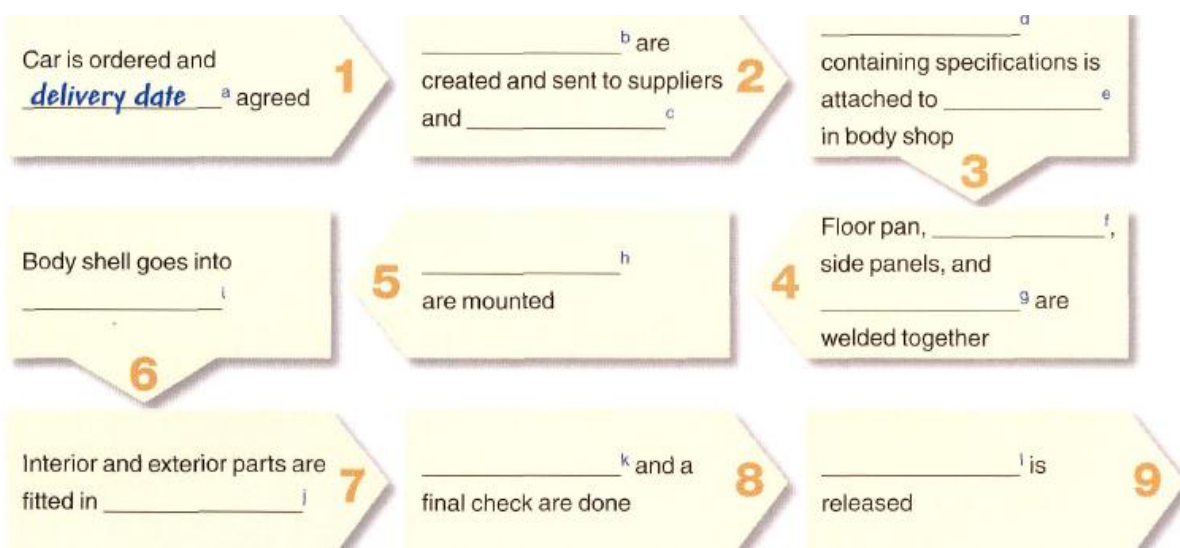 Car is ordered and
delivery date a agreed
1
b are
created and sent to suppliers
and c
2
d
containing specifications is
attached to e
in body shop
3
Floor pan, f,
side panels, and
g are
welded together
4
h
are mounted
5
Body shell goes into
i
6
Interior and exterior parts are
fitted in j
7
k and a
final check are done
8
l is
released
9